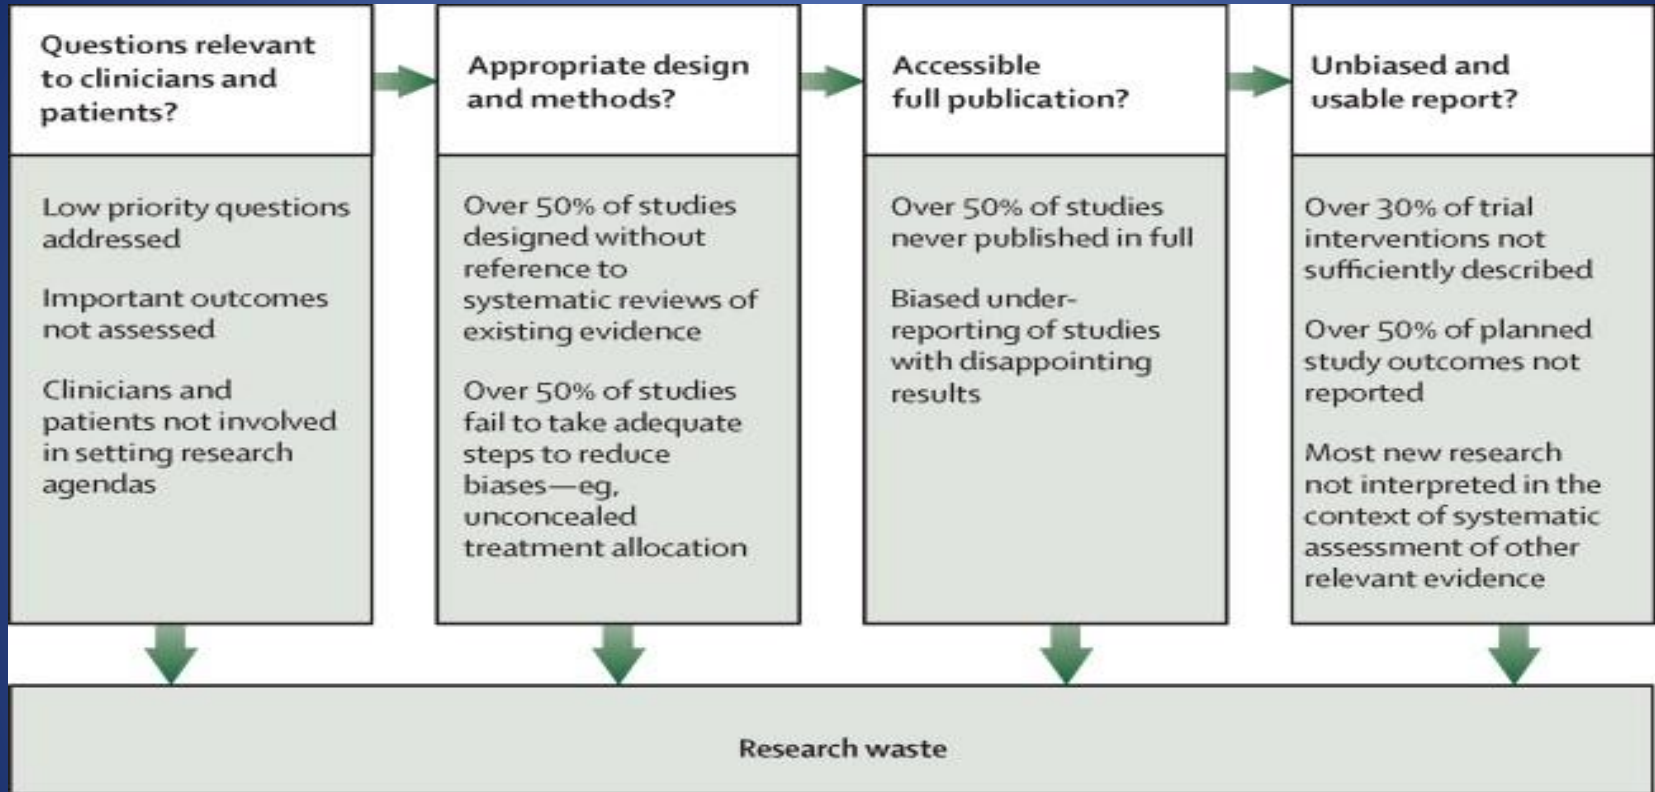 Questions relevant
to clinicians and
patients?
Low priority questions
addressed
Important outcomes
not assessed
Clinicians and
patients not involved
in setting research
agendas
Appropriate design
and methods?
Over 50% of studies
designed without
reference to
systematic reviews of
existing evidence
Over 50% of studies
fail to take adequate
steps to reduce
biases—eg,
unconcealed
treatment allocation
Accessible
full publication?
Over 50% of studies
never published in full
Biased under-
reporting of studies
with disappointing
results
Unbiased and
usable report?
Over 30% of trial
interventions not
sufficiently described
Over 50% of planned
study outcomes not
reported
Most new research
not interpreted in the
context of systematic
assessment of other
relevant evidence
Research waste